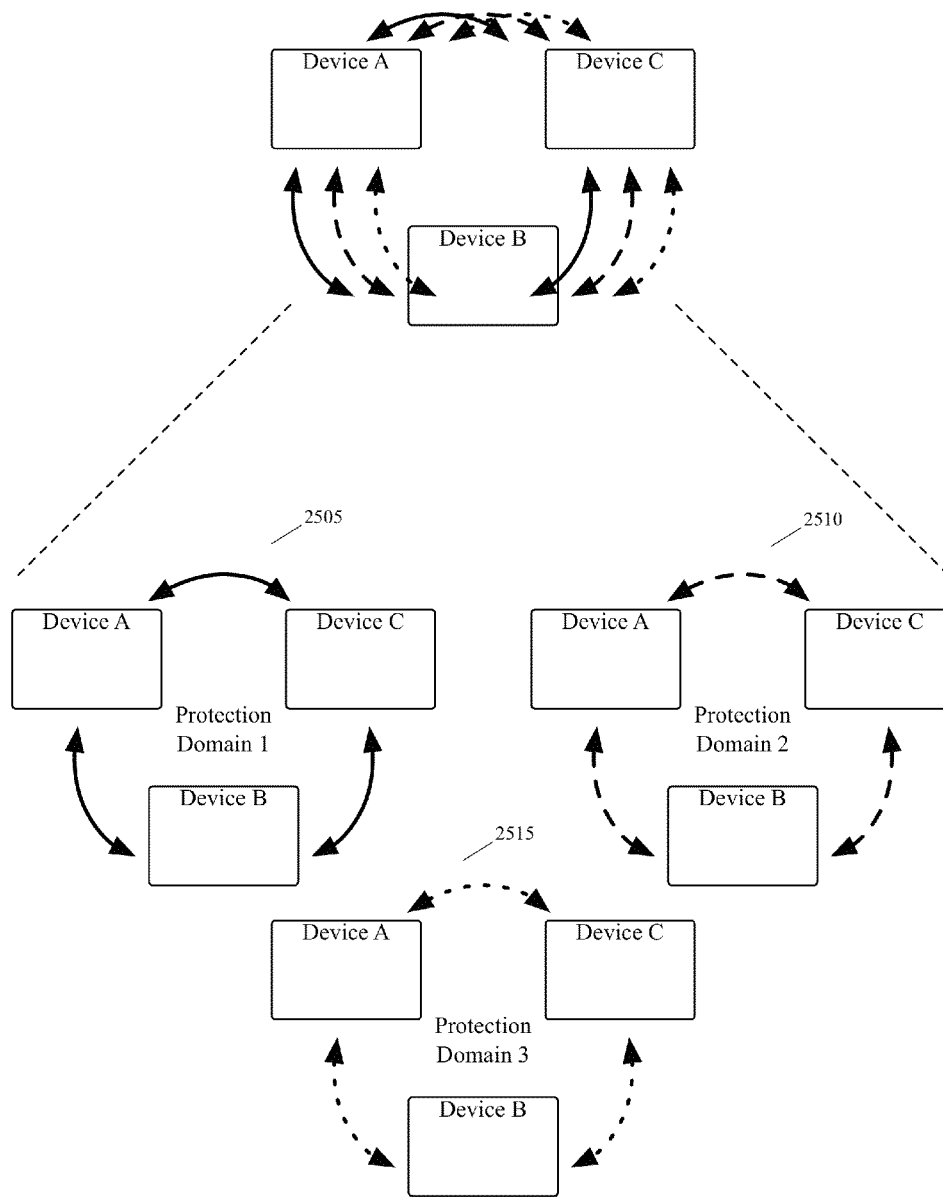 Device A
Device C
Device B
2505
2510
Device A
Device C
Device A
Device C
Protection
Domain 1
Protection
Domain 2
Device B
Device B
2515
Device A
Device C
Protection
Domain 3
Device B